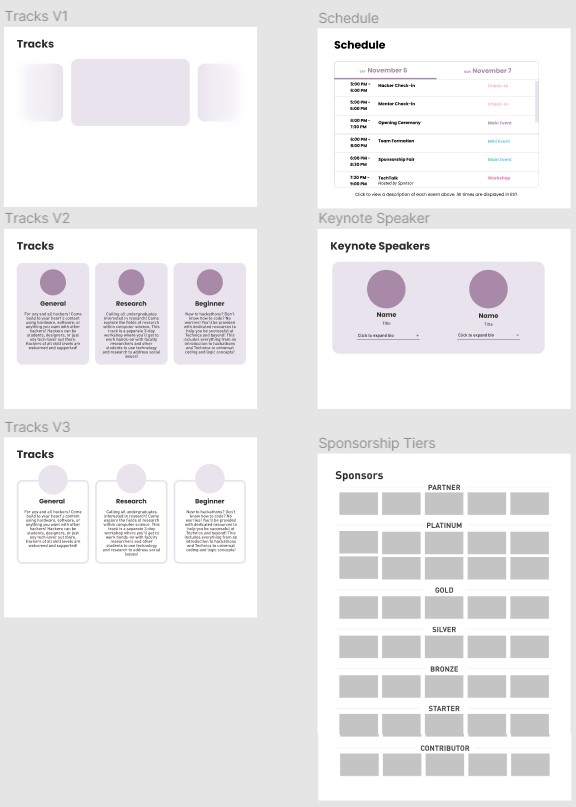 Tracks V1
Tracks
Tracks V2
Tracks
General
For any and all hackers! Come
build to your heart's content
using hardware, software, or
anything you want with other
hackers! Hackers can be
students, designers, or just
any tech-lover out there.
Hackers of all skill levels are
welcomed and supported!
Research
Calling all undergraduates
interested in research! Come
explore the fields of research
within computer science. This
track is a separate 3-day
workshop where you'll get to
work hands-on with faculty
researchers and other
students to use technology
and research to address social
issues!
Beginner
New to hackathons? Don't
know how to code? No
worries! You'll be provided
with dedicated resources to
help you be successful at
Technica and beyond! This
includes everything from an
introduction to hackathons
and Technica to universal
coding and logic concepts!
Tracks V3
Tracks
General
For any and all hackers! Come
build to your heart's content
using hardware, software, or
anything you want with other
hackers! Hackers can be
students, designers, or just
any tech-lover out there.
Hackers of all skill levels are
welcomed and supported!
Research
Calling all undergraduates
interested in research! Come
explore the fields of research
within computer science. This
track is a separate 3-day
workshop where you'll get to
work hands-on with faculty
researchers and other
students to use technology
and research to address social
issues!
Beginner
New to hackathons? Don't
know how to code? No
worries! You'll be provided
with dedicated resources to
help you be successful at
Technica and beyond! This
includes everything from an
introduction to hackathons
and Technica to universal
coding and logic concepts!
Schedule
Schedule
SAT November 6 SUN November 7
5:00 PM - Hacker Check-in Check-in
6:00 PM
5:00 PM - Mentor Check-in Check-in
6:00 PM
Opening Ceremony Main Event
7:30 PM
Team Formation Mini Event
8:00 PM
Sponsorship Fair Main Event
8:30 PM
7:30 PM - TechTalk Workshop
9:00 PM Hosted by Sponsor
Click to view a description of each event above. All times are displayed in EST.
Keynote Speaker
Keynote Speakers
Name Name
Title Title
Click to expand bio + Click to expand bio +
Sponsorship Tiers
Sponsors
PARTNER
PLATINUM
GOLD
SILVER
BRONZE
STARTER
CONTRIBUTOR